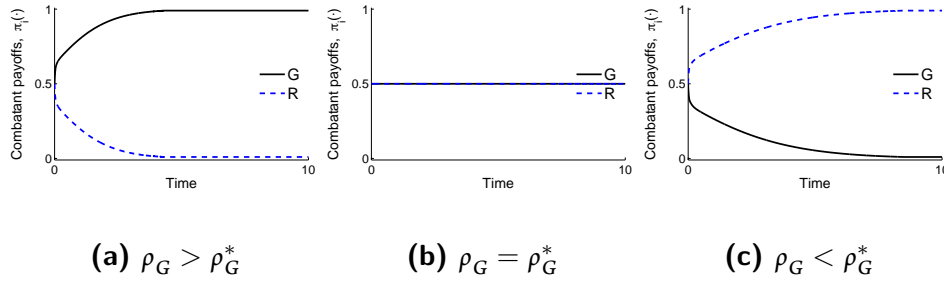 Combatant payoffs, π_i(·)
1
0.5
0
G
R
0
10
Time
Combatant payoffs, π_i(·)
1
0.5
0
G
R
0
10
Time
Combatant payoffs, π_i(·)
1
0.5
0
G
R
0
10
Time
(a) ρ_G > ρ*_G
(b) ρ_G = ρ*_G
(c) ρ_G < ρ*_G